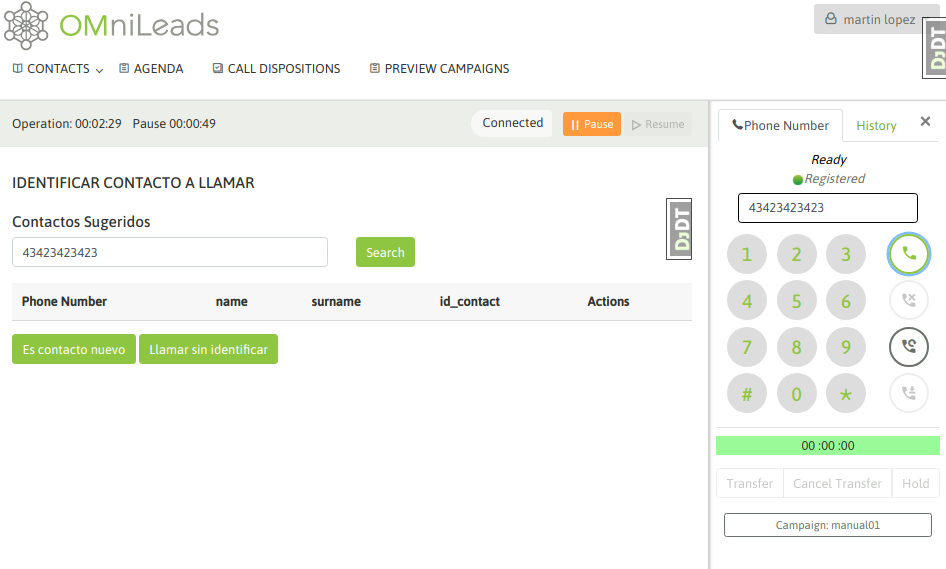 OMniLeads
martin lopez
DjDT
CONTACTS AGENDA CALL DISPOSITIONS PREVIEW CAMPAIGNS
Operation: 00:02:29 Pause 00:00:49 Connected Pause Resume
Phone Number History
Ready
Registered
43423423423
IDENTIFICAR CONTACTO A LLAMAR
Contactos Sugeridos
DjDT
43423423423 Search
Phone Number name surname id_contact Actions
Es contacto nuevo Llamar sin identificar
1 2 3
4 5 6
7 8 9
# 0 *
00 :00 :00
Transfer Cancel Transfer Hold
Campaign: manual01